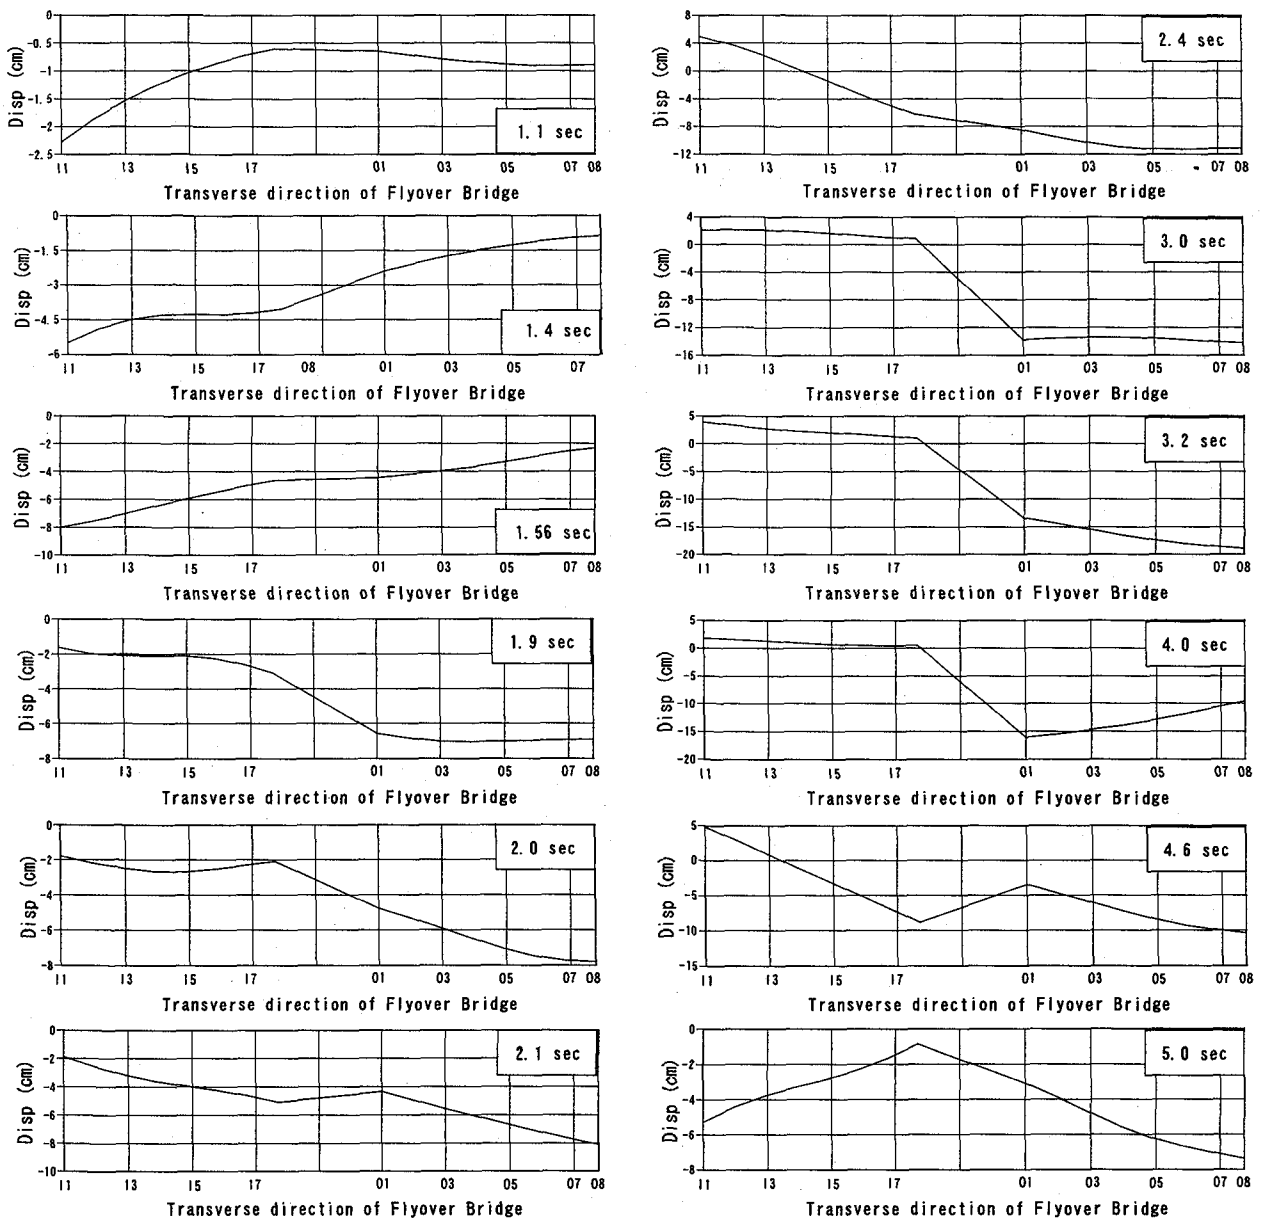 0
-0.5
-1
-1.5
-2
-2.5
Disp (cm)
1.1 sec
11 13 15 17 01 03 05 07 08
Transverse direction of Flyover Bridge
0
-1.5
-3
-4.5
-6
Disp (cm)
1.4 sec
11 13 15 17 08 01 03 05 07
Transverse direction of Flyover Bridge
0
-2
-4
-6
-8
-10
Disp (cm)
1.56 sec
11 13 15 17 01 03 05 07 08
Transverse direction of Flyover Bridge
0
-2
-4
-6
-8
Disp (cm)
1.9 sec
11 13 15 17 01 03 05 07 08
Transverse direction of Flyover Bridge
0
-2
-4
-6
-8
Disp (cm)
2.0 sec
11 13 15 17 01 03 05 07 08
Transverse direction of Flyover Bridge
0
-2
-4
-6
-8
-10
Disp (cm)
2.1 sec
11 13 15 17 01 03 05 07 08
Transverse direction of Flyover Bridge
8
4
0
-4
-8
-12
Disp (cm)
2.4 sec
11 13 15 17 01 03 05 07 08
Transverse direction of Flyover Bridge
4
0
-4
-8
-12
-16
Disp (cm)
3.0 sec
11 13 15 17 01 03 05 07 08
Transverse direction of Flyover Bridge
5
0
-5
-10
-15
-20
Disp (cm)
3.2 sec
11 13 15 17 01 03 05 07 08
Transverse direction of Flyover Bridge
5
0
-5
-10
-15
-20
Disp (cm)
4.0 sec
11 13 15 17 01 03 05 07 08
Transverse direction of Flyover Bridge
5
0
-5
-10
-15
Disp (cm)
4.6 sec
11 13 15 17 01 03 05 07 08
Transverse direction of Flyover Bridge
0
-2
-4
-6
-8
Disp (cm)
5.0 sec
11 13 15 17 01 03 05 07 08
Transverse direction of Flyover Bridge